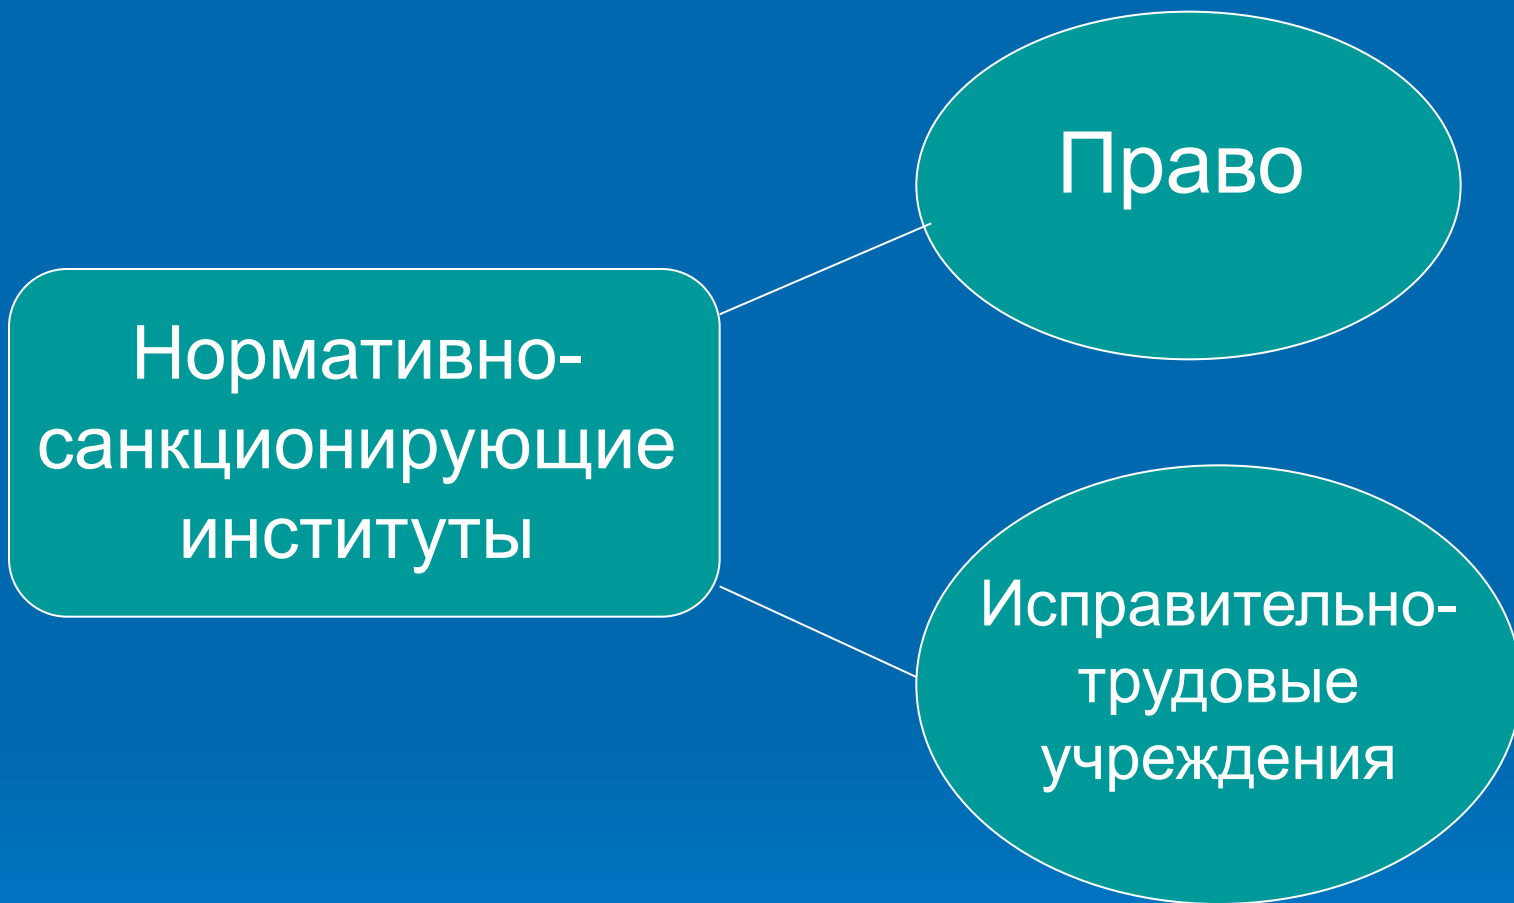 Право
Нормативно-
санкционирующие
институты
Исправительно-
трудовые
учреждения